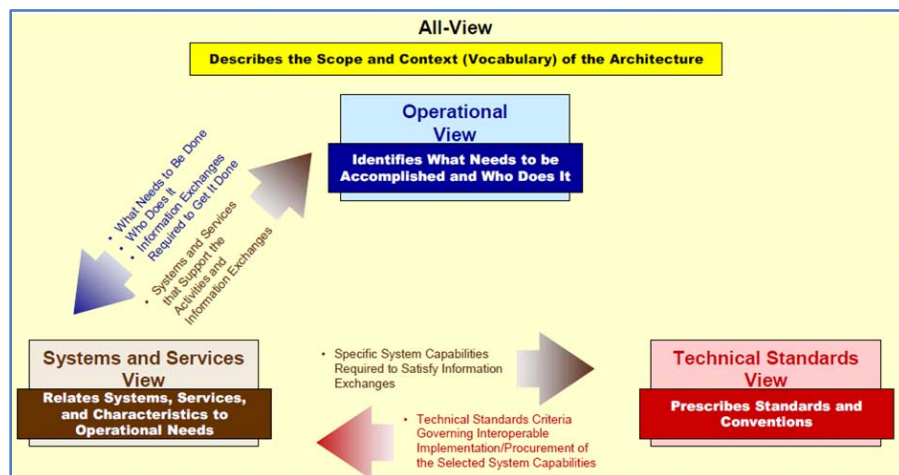 All-View
Describes the Scope and Context (Vocabulary) of the Architecture
Operational
View
Identifies What Needs to be
Accomplished and Who Does It
• What Needs to Be Done
• Who Does It
• Information Exchanges
Required to Get It Done
• Systems and Services
that Support the
Activities and
Information Exchanges
Systems and Services
View
Relates Systems, Services,
and Characteristics to
Operational Needs
• Specific System Capabilities
Required to Satisfy Information
Exchanges
• Technical Standards Criteria
Governing Interoperable
Implementation/Procurement of
the Selected System Capabilities
Technical Standards
View
Prescribes Standards and
Conventions